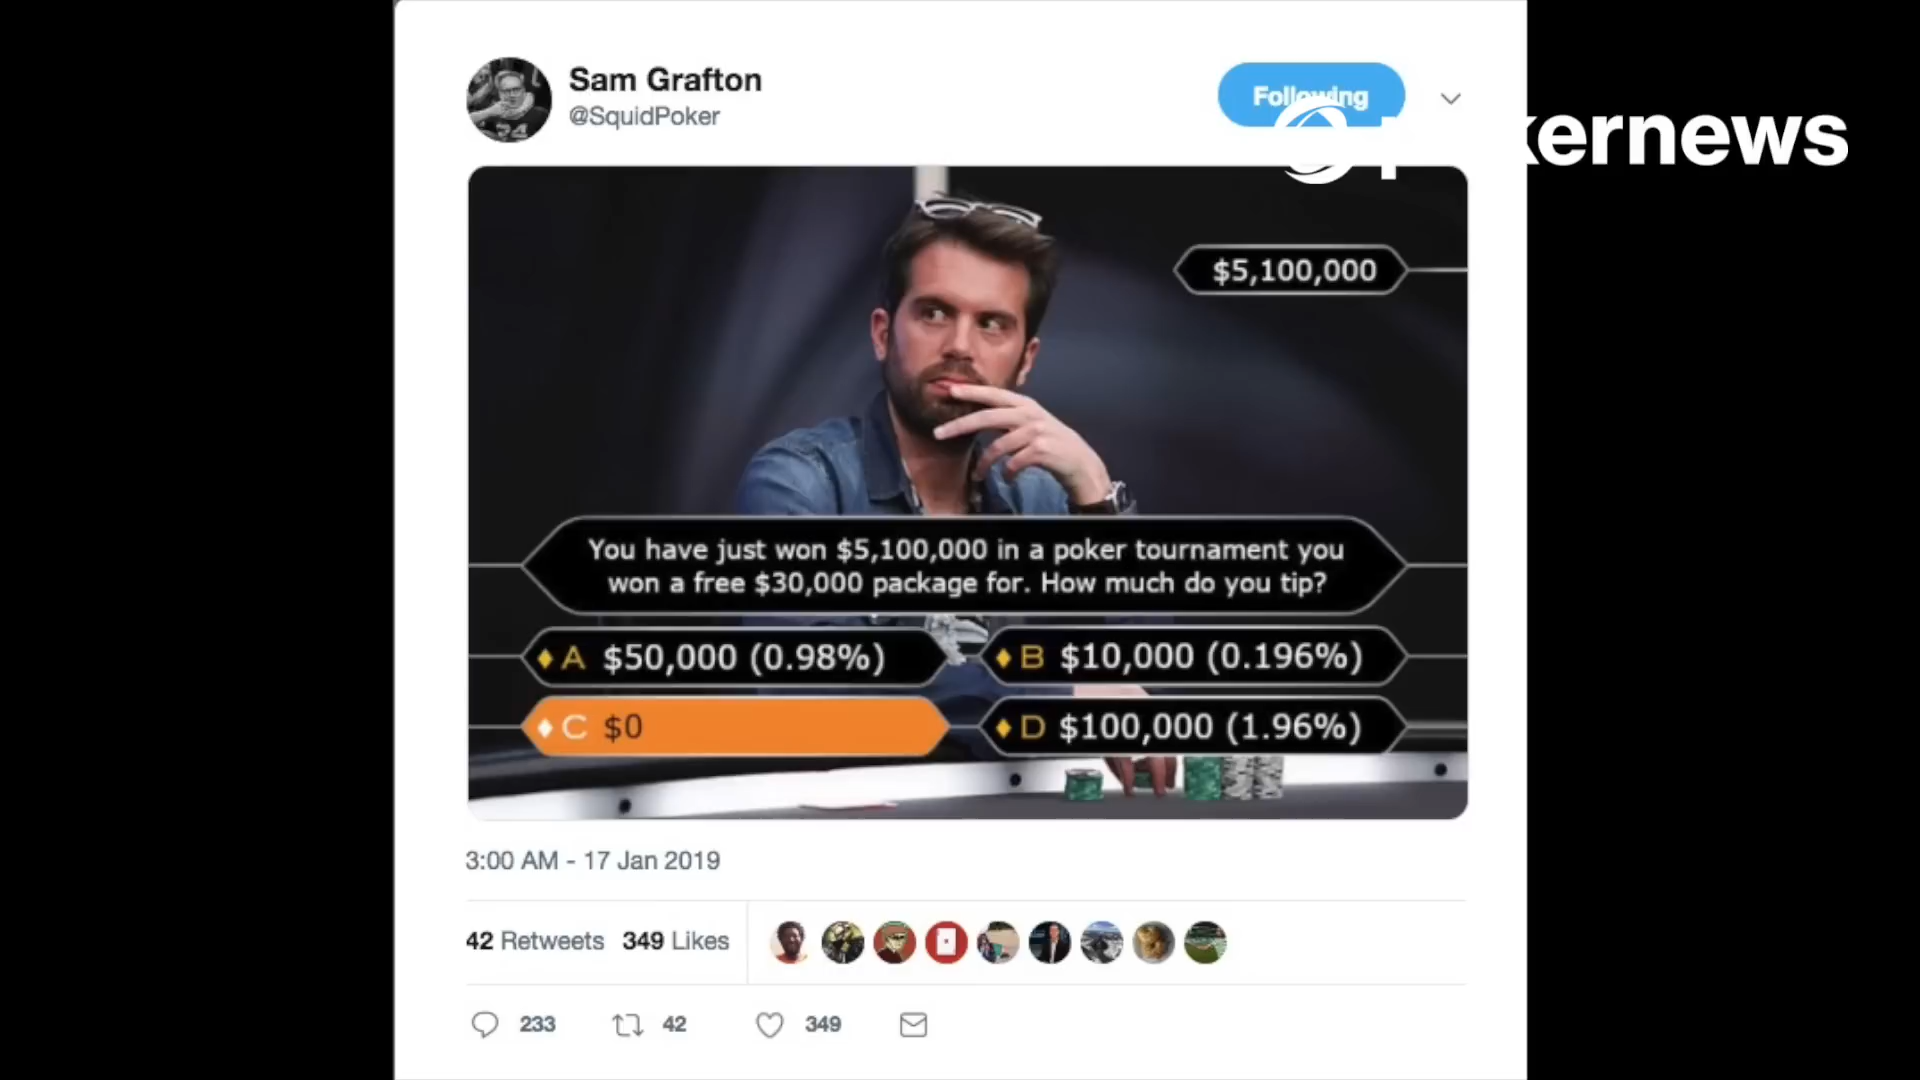 Sam Grafton
@SquidPoker
Following
kernews
$5,100,000
You have just won $5,100,000 in a poker tournament you
won a free $30,000 package for. How much do you tip?
A $50,000 (0.98%)
B $10,000 (0.196%)
C $0
D $100,000 (1.96%)
3:00 AM - 17 Jan 2019
42 Retweets 349 Likes
233 42 349